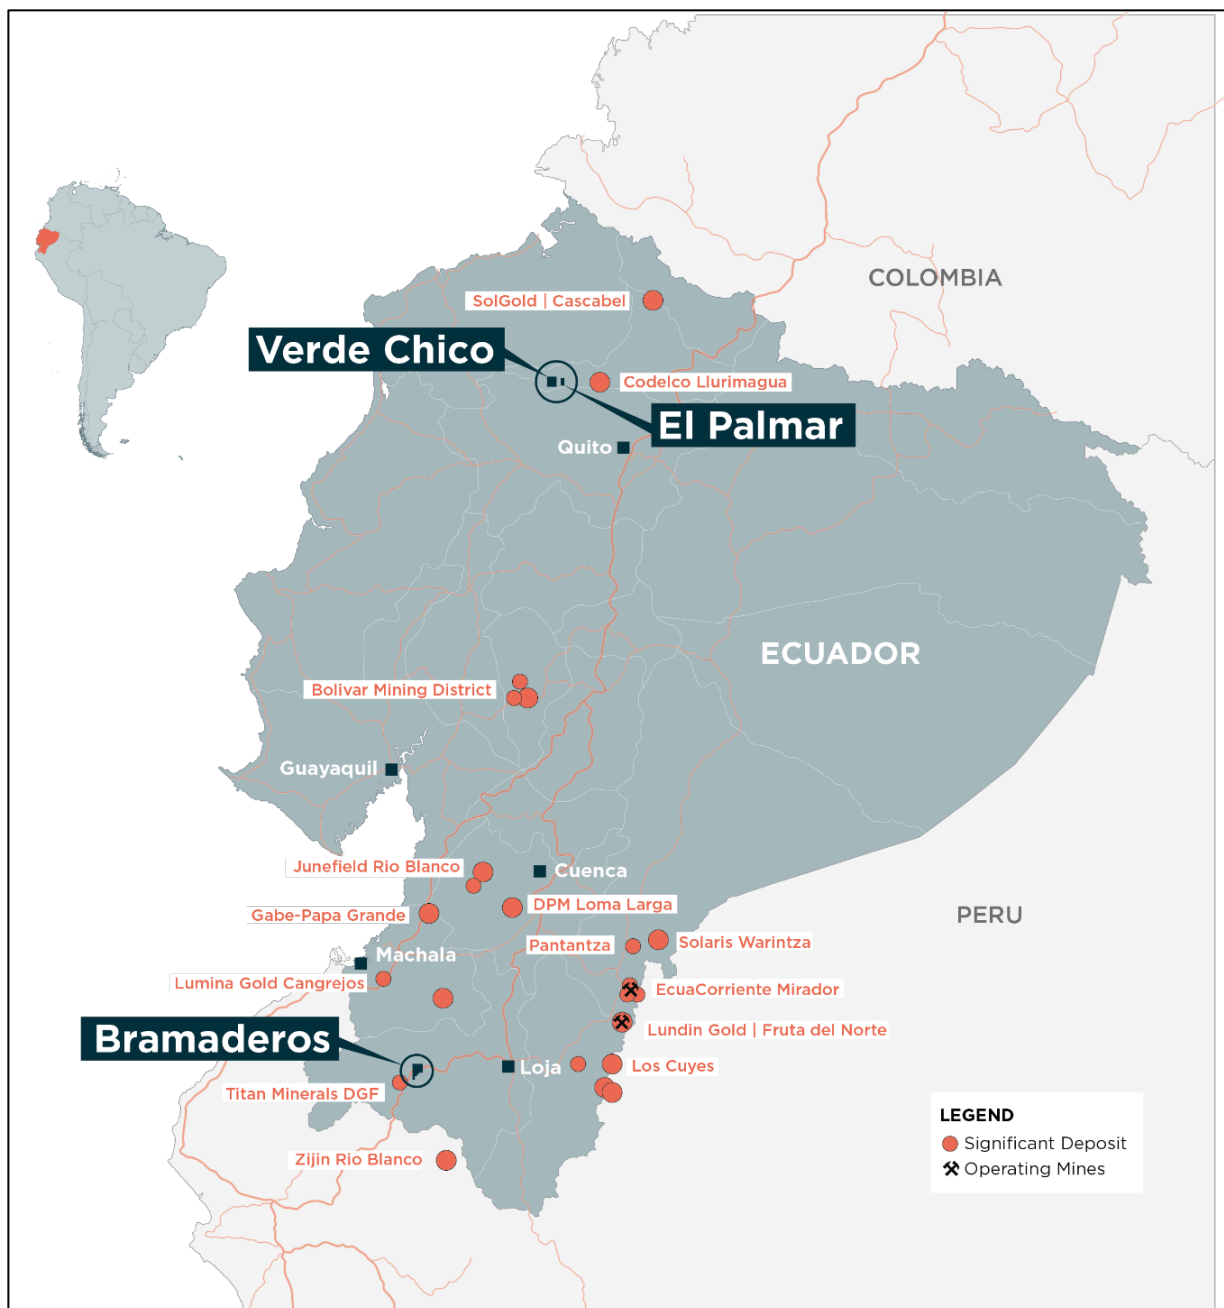 COLOMBIA
SolGold | Cascabel
Verde Chico
Codelco Llurimagua
El Palmar
Quito
ECUADOR
Bolivar Mining District
Guayaquil
Junefield Rio Blanco
Cuenca
DPM Loma Larga
Gabe-Papa Grande
PERU
Pantantza
Solaris Warintza
Machala
Lumina Gold Cangrejos
EcuaCorriente Mirador
Lundin Gold | Fruta del Norte
Bramaderos
Loja
Los Cuyes
Titan Minerals DGF
Zijin Rio Blanco
LEGEND
Significant Deposit
Operating Mines